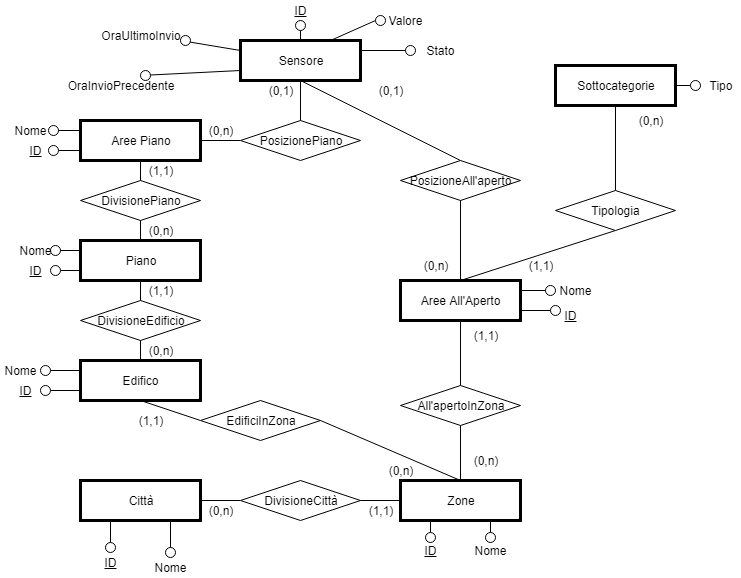 ID
Valore
OraUltimoInvio
Sensore
Stato
OraInvioPrecedente
Sottocategorie
Tipo
(0,1)
(0,1)
(0,n)
Nome
Aree Piano
(0,n)
PosizionePiano
ID
(1,1)
PosizioneAll'aperto
DivisionePiano
Tipologia
(0,n)
Nome
Piano
ID
(0,n)
(1,1)
(1,1)
Nome
Aree All'Aperto
ID
DivisioneEdificio
(1,1)
(0,n)
Nome
Edifico
ID
(1,1)
EdificiInZona
All'apertoInZona
(0,n)
(0,n)
Città
(0,n)
DivisioneCittà
(1,1)
Zone
ID
Nome
ID
Nome